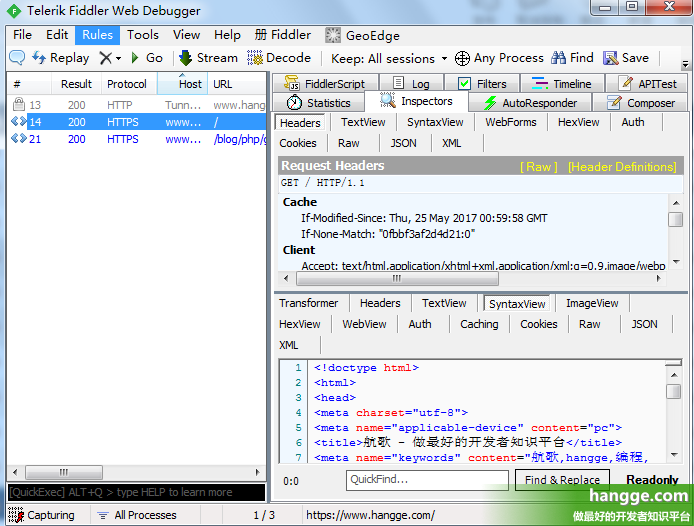 Telerik Fiddler Web Debugger
File Edit Rules Tools View Help Fiddler GeoEdge
Replay Go Stream Decode Keep: All sessions Any Process Find Save
# Result Protocol Host URL
13 200 HTTP Tunn... www.hang
14 200 HTTPS www... /
21 200 HTTPS www... /blog/php/g
FiddlerScript Log Filters Timeline APITest
Statistics Inspectors AutoResponder Composer
Headers TextView SyntaxView WebForms HexView Auth
Cookies Raw JSON XML
Request Headers [ Raw ] [Header Definitions]
GET / HTTP/1.1
Cache
If-Modified-Since: Thu, 25 May 2017 00:59:58 GMT
If-None-Match: "0fbbf3af2d4d21:0"
Client
Accept: text/html,application/xhtml+xml,application/xml;q=0.9,image/webp
Transformer Headers TextView SyntaxView ImageView
HexView WebView Auth Caching Cookies Raw JSON
XML
1 <!doctype html>
2 <html>
3 <head>
4 <meta charset="utf-8">
5 <meta name="applicable-device" content="pc">
6 <title>航歌 - 做最好的开发者知识平台</title>
7 <meta name="keywords" content="航歌,hangge,编程,
0:0 QuickFind... Find & Replace Readonly
[QuickExec] ALT+Q > type HELP to learn more
Capturing All Processes 1 / 3 https://www.hangge.com/
hangge.com
做最好的开发者知识平台